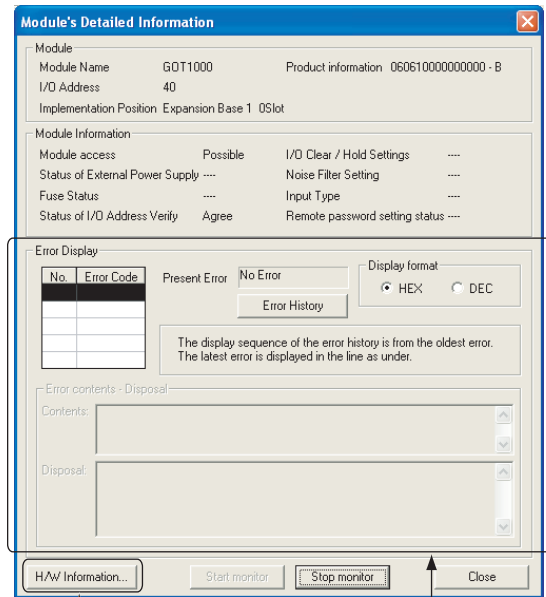 Module's Detailed Information
Module
Module Name GOT1000 Product information 060610000000000 - B
I/O Address 40
Implementation Position Expansion Base 1 0Slot
Module Information
Module access Possible I/O Clear / Hold Settings ----
Status of External Power Supply ---- Noise Filter Setting ----
Fuse Status ---- Input Type ----
Status of I/O Address Verify Agree Remote password setting status ----
Error Display
No. Error Code Present Error No Error Display format
HEX DEC
Error History
The display sequence of the error history is from the oldest error.
The latest error is displayed in the line as under.
Error contents - Disposal
Contents:
Disposal:
H/W Information... Start monitor Stop monitor Close